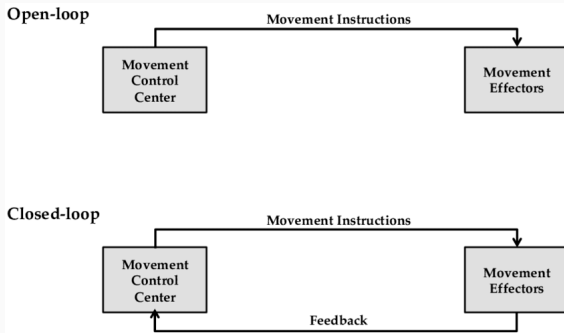 Open-loop
Movement Instructions
Movement
Control
Center
Movement
Effectors
Closed-loop
Movement Instructions
Movement
Control
Center
Movement
Effectors
Feedback